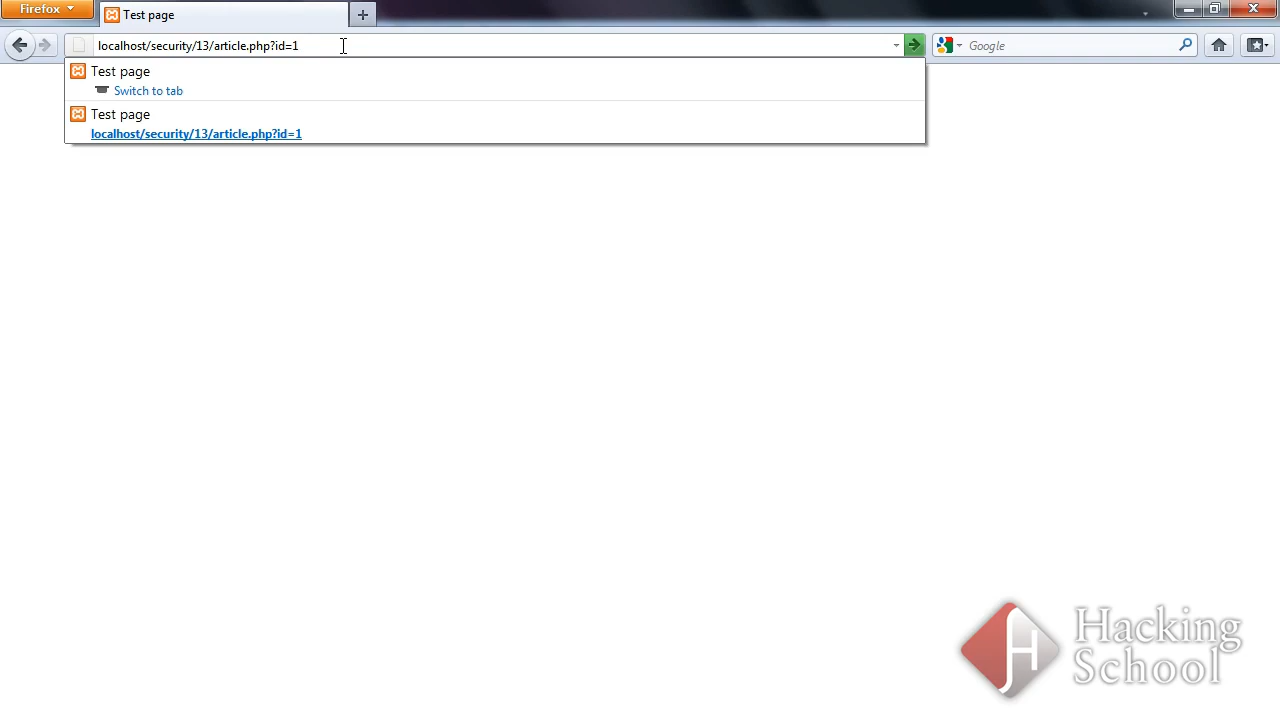 Firefox
Test page
localhost/security/13/article.php?id=1
Google
Test page
Switch to tab
Test page
localhost/security/13/article.php?id=1
Hacking
School